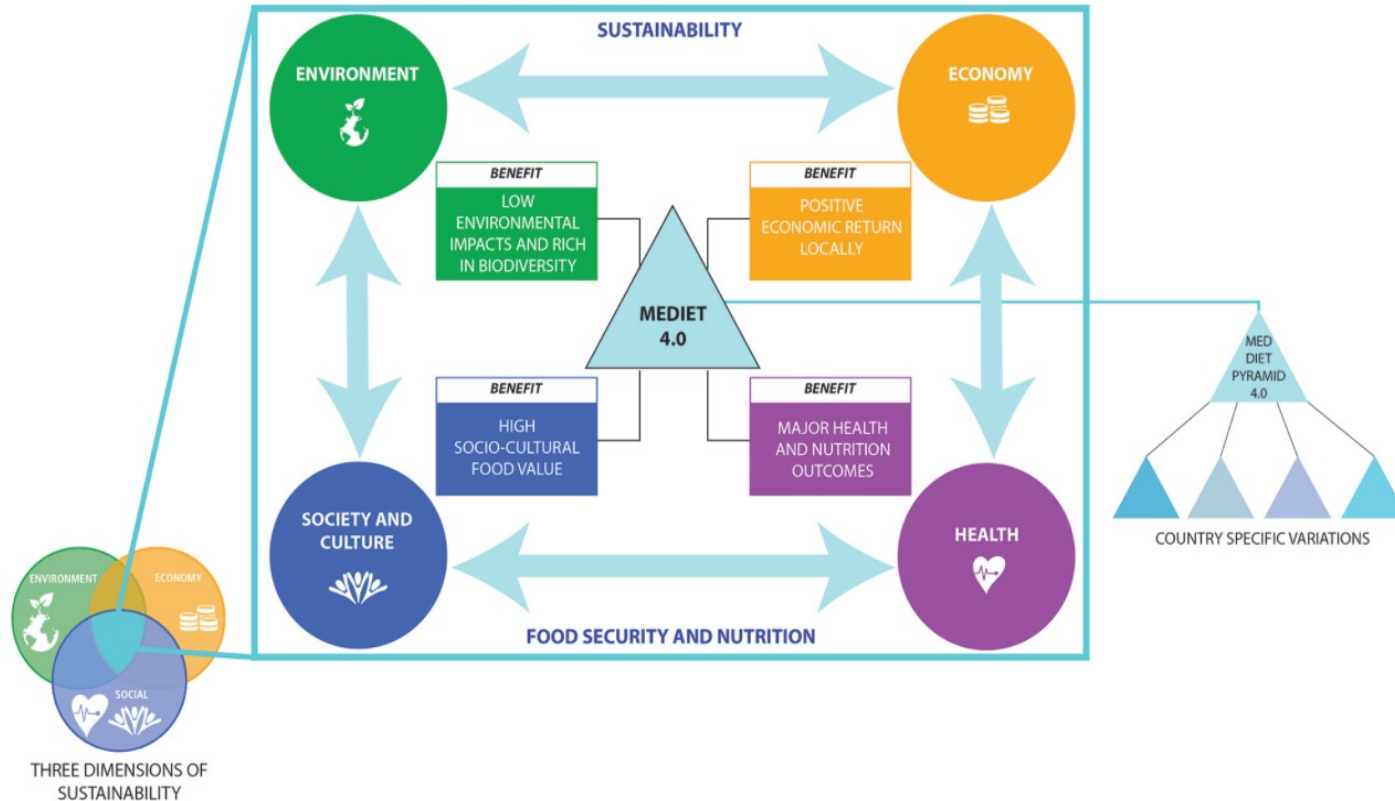 SUSTAINABILITY
ENVIRONMENT
ECONOMY
BENEFIT
LOW
ENVIRONMENTAL
IMPACTS AND RICH
IN BIODIVERSITY
BENEFIT
POSITIVE
ECONOMIC RETURN
LOCALLY
MEDIET
4.0
BENEFIT
HIGH
SOCIO-CULTURAL
FOOD VALUE
BENEFIT
MAJOR HEALTH
AND NUTRITION
OUTCOMES
SOCIETY AND
CULTURE
HEALTH
FOOD SECURITY AND NUTRITION
MED
DIET
PYRAMID
4.0
COUNTRY SPECIFIC VARIATIONS
ENVIRONMENT
ECONOMY
SOCIAL
THREE DIMENSIONS OF
SUSTAINABILITY